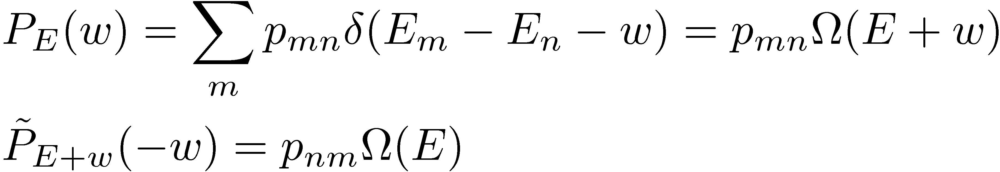 $P_E(w) = \sum_m p_{mn} \delta(E_m - E_n - w) = p_{mn} \Omega(E + w)$
$\tilde{P}_{E+w}(-w) = p_{nm} \Omega(E)$